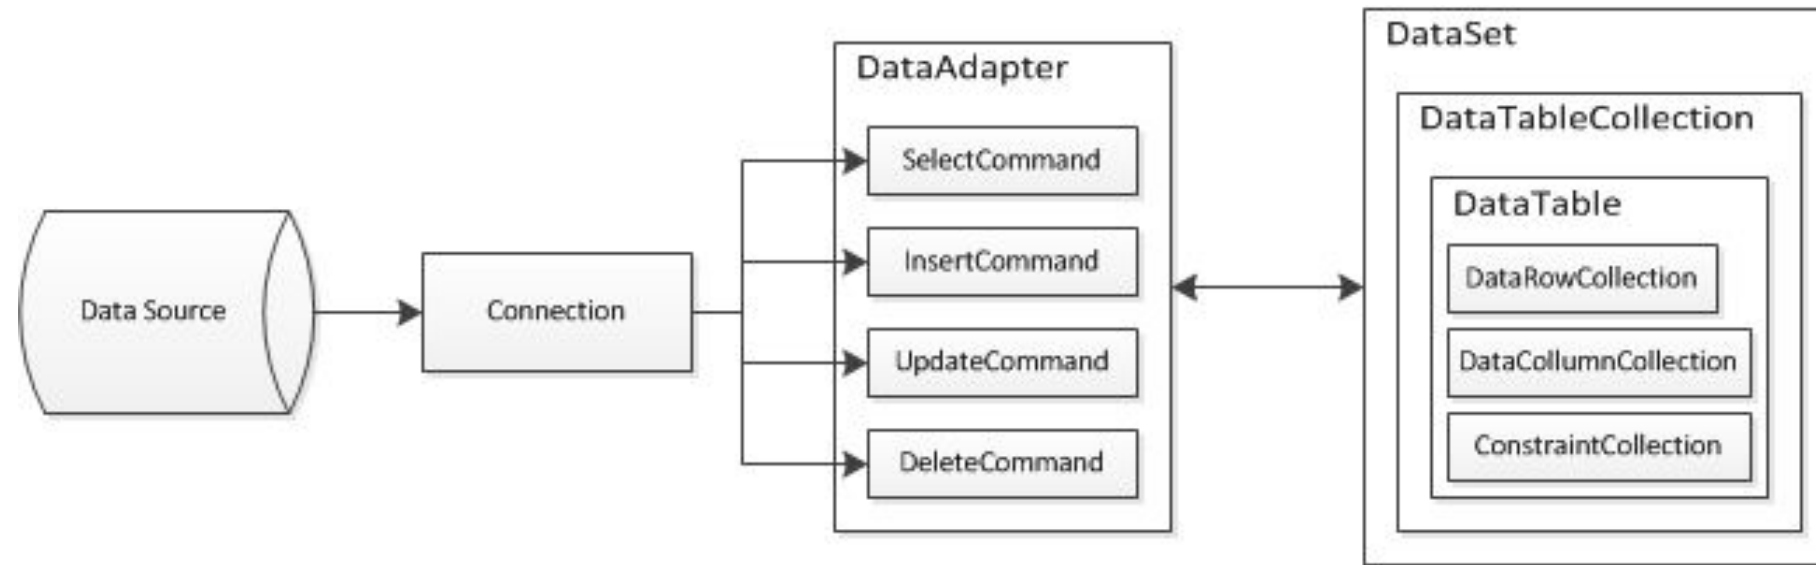 Data Source
Connection
DataAdapter
SelectCommand
InsertCommand
UpdateCommand
DeleteCommand
DataSet
DataTableCollection
DataTable
DataRowCollection
DataCollumnCollection
ConstraintCollection